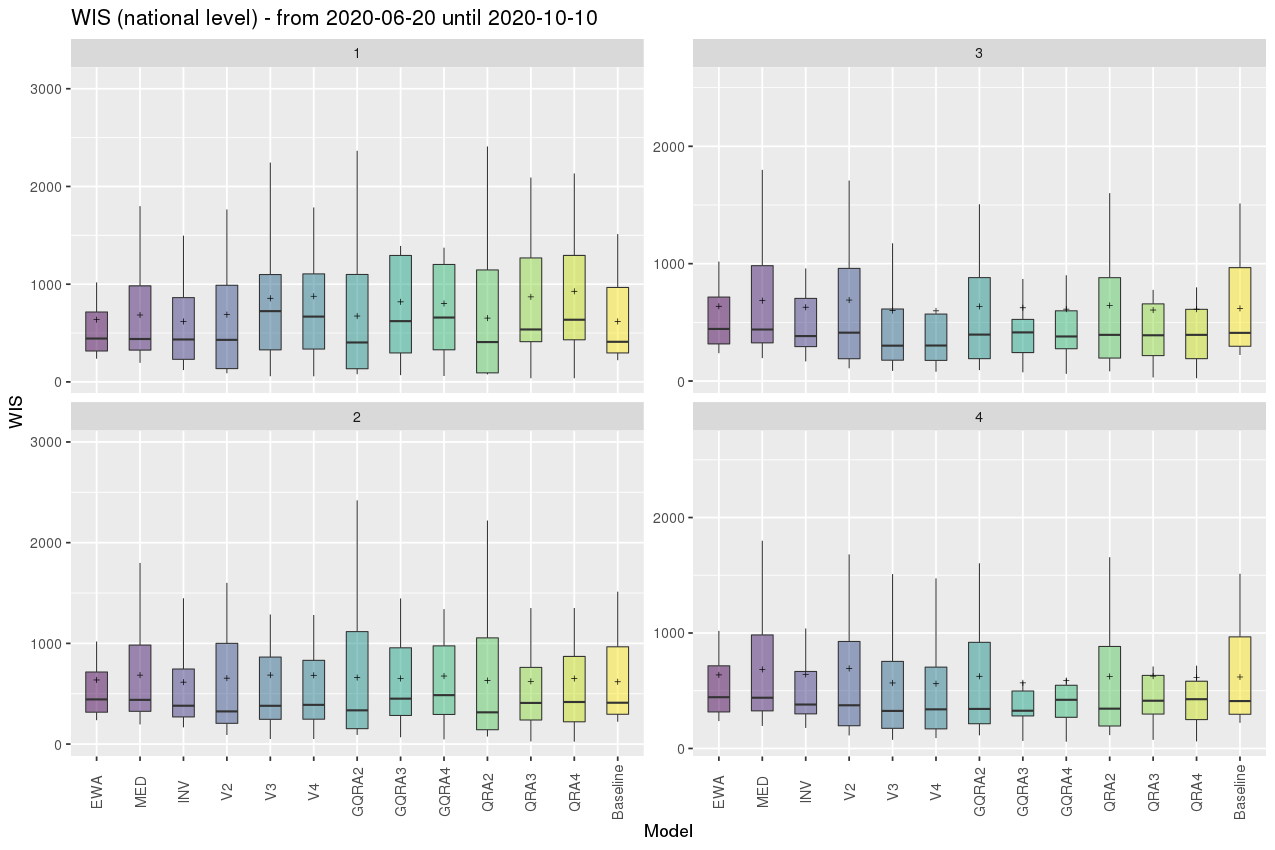 WIS (national level) - from 2020-06-20 until 2020-10-10
1
3
3000
2000
1000
0
2000
1000
0
WIS
2
4
3000
2000
1000
0
2000
1000
0
EWA
MED
INV
V2
V3
V4
GQRA2
GQRA3
GQRA4
QRA2
QRA3
QRA4
Baseline
EWA
MED
INV
V2
V3
V4
GQRA2
GQRA3
GQRA4
QRA2
QRA3
QRA4
Baseline
Model